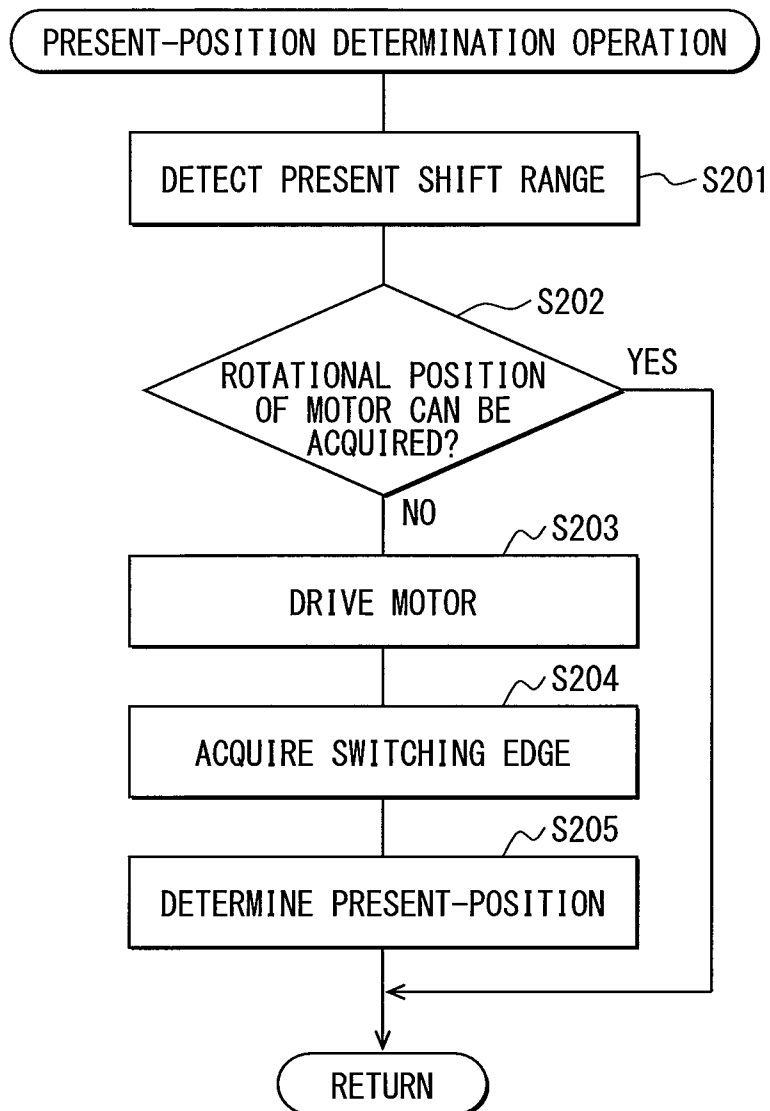 PRESENT-POSITION DETERMINATION OPERATION
DETECT PRESENT SHIFT RANGE
S201
S202
ROTATIONAL POSITION
OF MOTOR CAN BE
ACQUIRED?
YES
NO
S203
DRIVE MOTOR
S204
ACQUIRE SWITCHING EDGE
S205
DETERMINE PRESENT-POSITION
RETURN